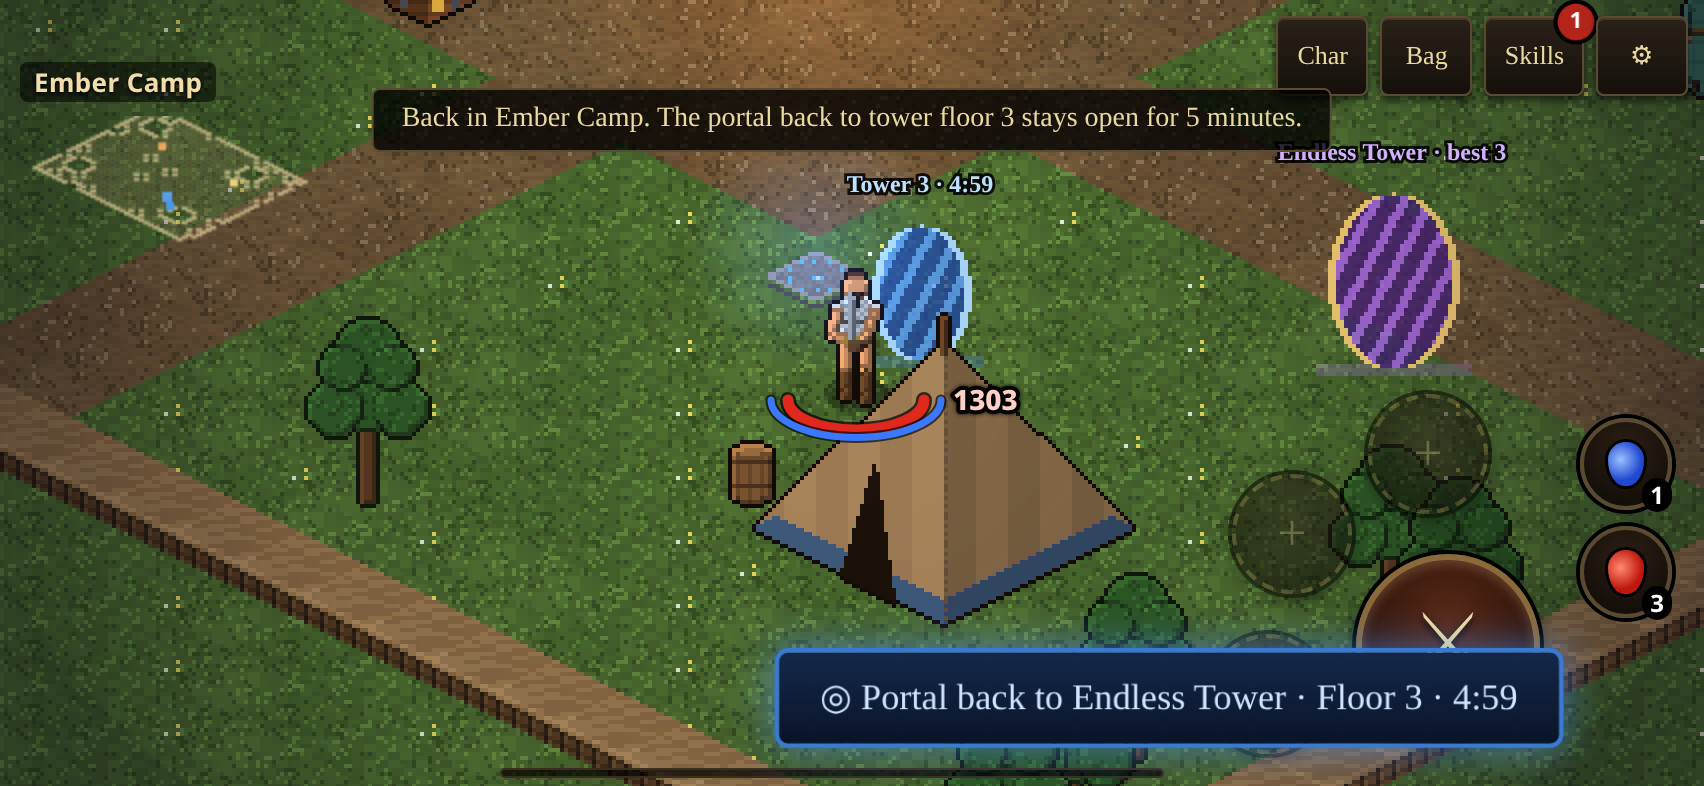 Char
Bag
Skills
1
⚙
Ember Camp
Back in Ember Camp. The portal back to tower floor 3 stays open for 5 minutes.
Endless Tower · best 3
Tower 3 · 4:59
1303
1
3
◎ Portal back to Endless Tower · Floor 3 · 4:59